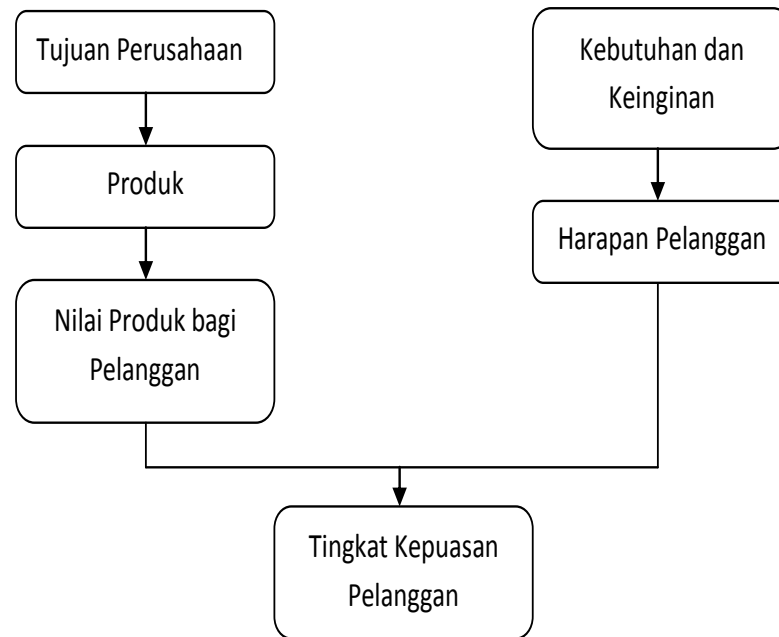 Tujuan Perusahaan
Produk
Nilai Produk bagi
Pelanggan
Kebutuhan dan
Keinginan
Harapan Pelanggan
Tingkat Kepuasan
Pelanggan